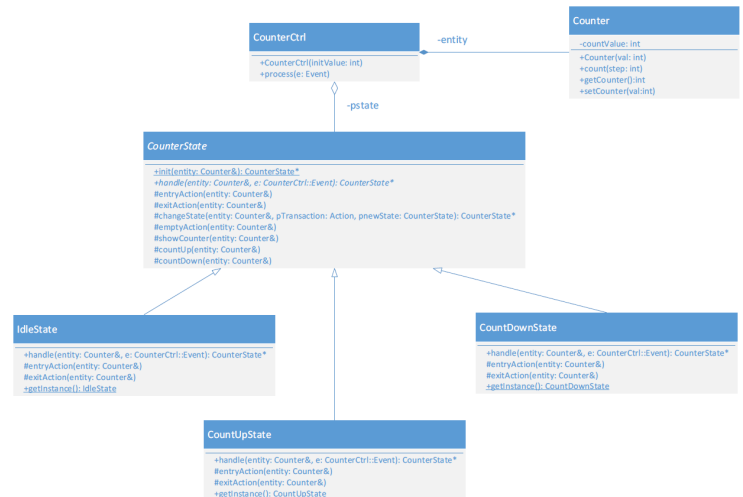 CounterCtrl
+CounterCtrl(initValue: int)
+process(e: Event)
-entity
Counter
-countValue: int
+Counter(val: int)
+count(step: int)
+getCounter():int
+setCounter(val:int)
-pstate
CounterState
+init(entity: Counter&): CounterState*
+handle(entity: Counter&, e: CounterCtrl::Event): CounterState*
#entryAction(entity: Counter&)
#exitAction(entity: Counter&)
#changeState(entity: Counter&, pTransaction: Action, pnewState: CounterState): CounterState*
#emptyAction(entity: Counter&)
#showCounter(entity: Counter&)
#countUp(entity: Counter&)
#countDown(entity: Counter&)
IdleState
+handle(entity: Counter&, e: CounterCtrl::Event): CounterState*
#entryAction(entity: Counter&)
#exitAction(entity: Counter&)
+getInstance(): IdleState
CountDownState
+handle(entity: Counter&, e: CounterCtrl::Event): CounterState*
#entryAction(entity: Counter&)
#exitAction(entity: Counter&)
+getInstance(): CountDownState
CountUpState
+handle(entity: Counter&, e: CounterCtrl::Event): CounterState*
#entryAction(entity: Counter&)
#exitAction(entity: Counter&)
+getInstance(): CountUpState